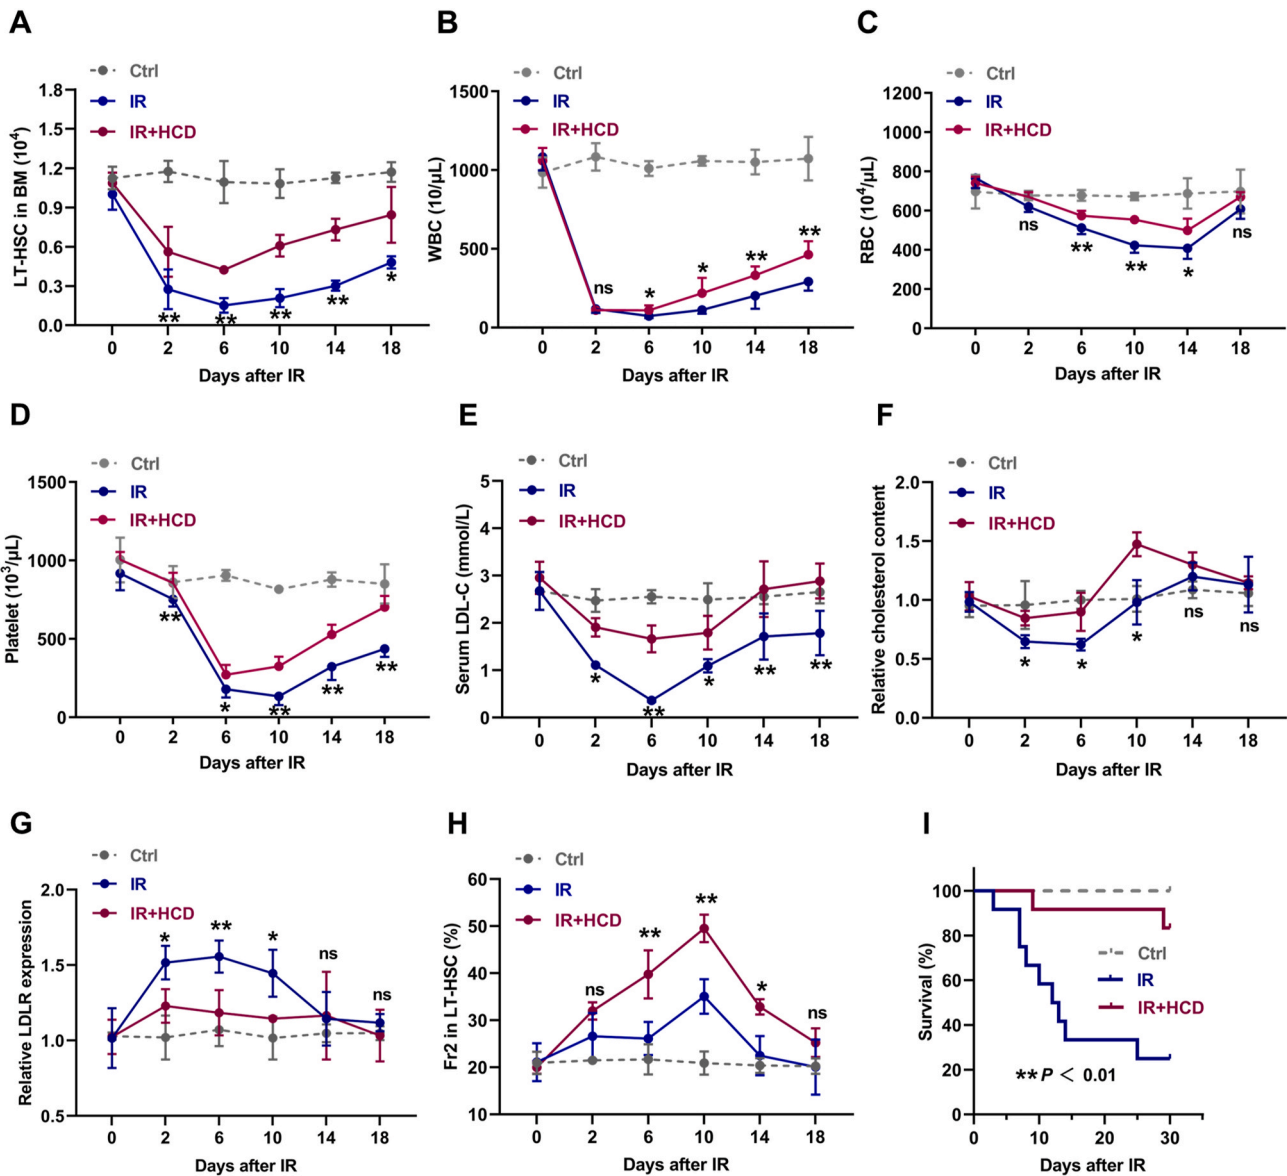 A
Ctrl
IR
IR+HCD
LT-HSC in BM (10⁴)
1.8
1.5
1.2
0.9
0.6
0.3
0.0
** ** ** ** *
0 2 6 10 14 18
Days after IR
B
Ctrl
IR
IR+HCD
WBC (10/μL)
1500
1000
500
0
ns * * ** **
0 2 6 10 14 18
Days after IR
C
Ctrl
IR
IR+HCD
RBC (10⁴/μL)
1200
1000
800
600
400
200
0
ns ** ** * ns
0 2 6 10 14 18
Days after IR
D
Ctrl
IR
IR+HCD
Platelet (10³/μL)
1500
1000
500
0
** * ** ** **
0 2 6 10 14 18
Days after IR
E
Ctrl
IR
IR+HCD
Serum LDL-C (mmol/L)
5
4
3
2
1
0
* ** * ** **
0 2 6 10 14 18
Days after IR
F
Ctrl
IR
IR+HCD
Relative cholesterol content
2.0
1.5
1.0
0.5
0.0
* * * ns ns
0 2 6 10 14 18
Days after IR
G
Ctrl
IR
IR+HCD
Relative LDLR expression
2.0
1.5
1.0
0.5
* ** * ns ns
0 2 6 10 14 18
Days after IR
H
Ctrl
IR
IR+HCD
Fr2 in LT-HSC (%)
60
50
40
30
20
10
ns ** ** * ns
0 2 6 10 14 18
Days after IR
I
Survival (%)
100
80
60
40
20
0
Ctrl
IR
IR+HCD
**P < 0.01
0 10 20 30
Days after IR